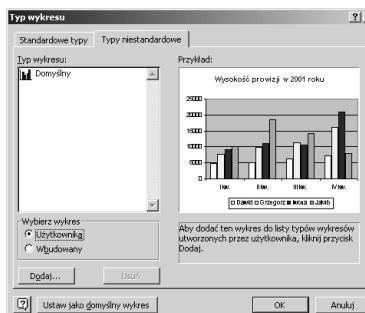 Typ wykresu
Standardowe typy
Typy niestandardowe
Typ wykresu:
Domyślny
Przykład:
Wysokość prowizji w 2001 roku
25000
20000
15000
10000
5000
0
I kw.
II kw.
III kw.
IV kw.
Dawid Grzegorz Iwona Jakub
Wybierz wykres
Użytkownika
Wbudowany
Aby dodać ten wykres do listy typów wykresów
utworzonych przez użytkownika, kliknij przycisk
Dodaj.
Dodaj...
Usuń
Ustaw jako domyślny wykres
OK
Anuluj